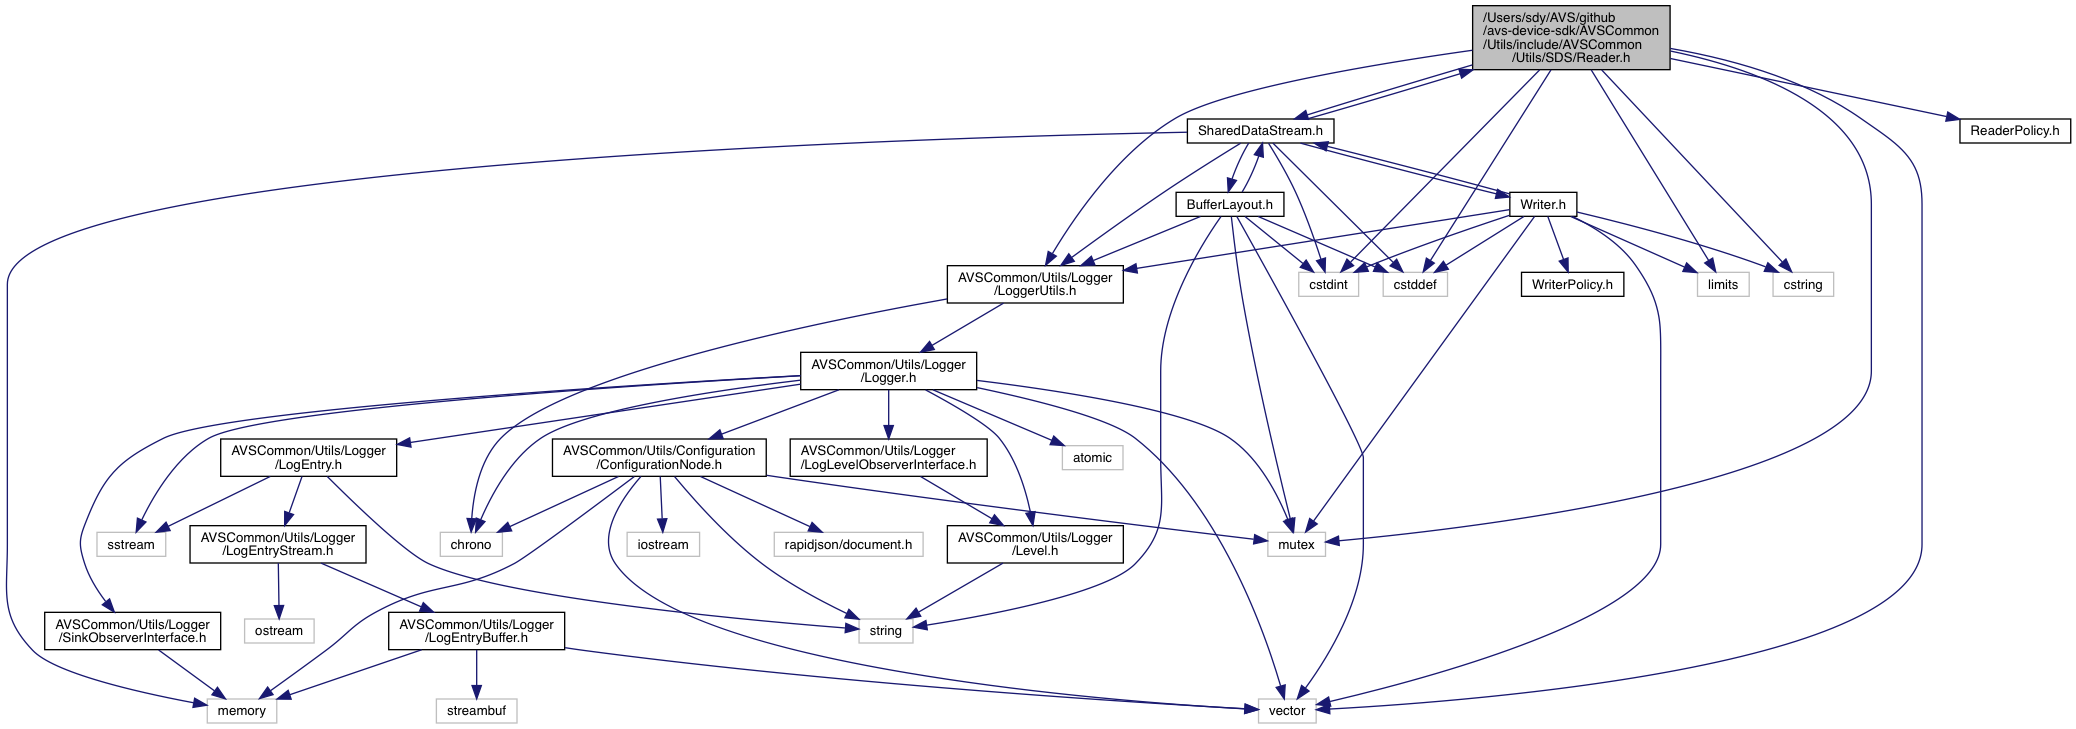 /Users/sdy/AVS/github
/avs-device-sdk/AVSCommon
/Utils/include/AVSCommon
/Utils/SDS/Reader.h
SharedDataStream.h
ReaderPolicy.h
BufferLayout.h
Writer.h
AVSCommon/Utils/Logger
/LoggerUtils.h
cstdint
cstddef
WriterPolicy.h
limits
cstring
AVSCommon/Utils/Logger
/Logger.h
AVSCommon/Utils/Logger
/LogEntry.h
AVSCommon/Utils/Configuration
/ConfigurationNode.h
AVSCommon/Utils/Logger
/LogLevelObserverInterface.h
atomic
sstream
AVSCommon/Utils/Logger
/LogEntryStream.h
chrono
iostream
rapidjson/document.h
AVSCommon/Utils/Logger
/Level.h
mutex
AVSCommon/Utils/Logger
/SinkObserverInterface.h
ostream
AVSCommon/Utils/Logger
/LogEntryBuffer.h
string
memory
streambuf
vector